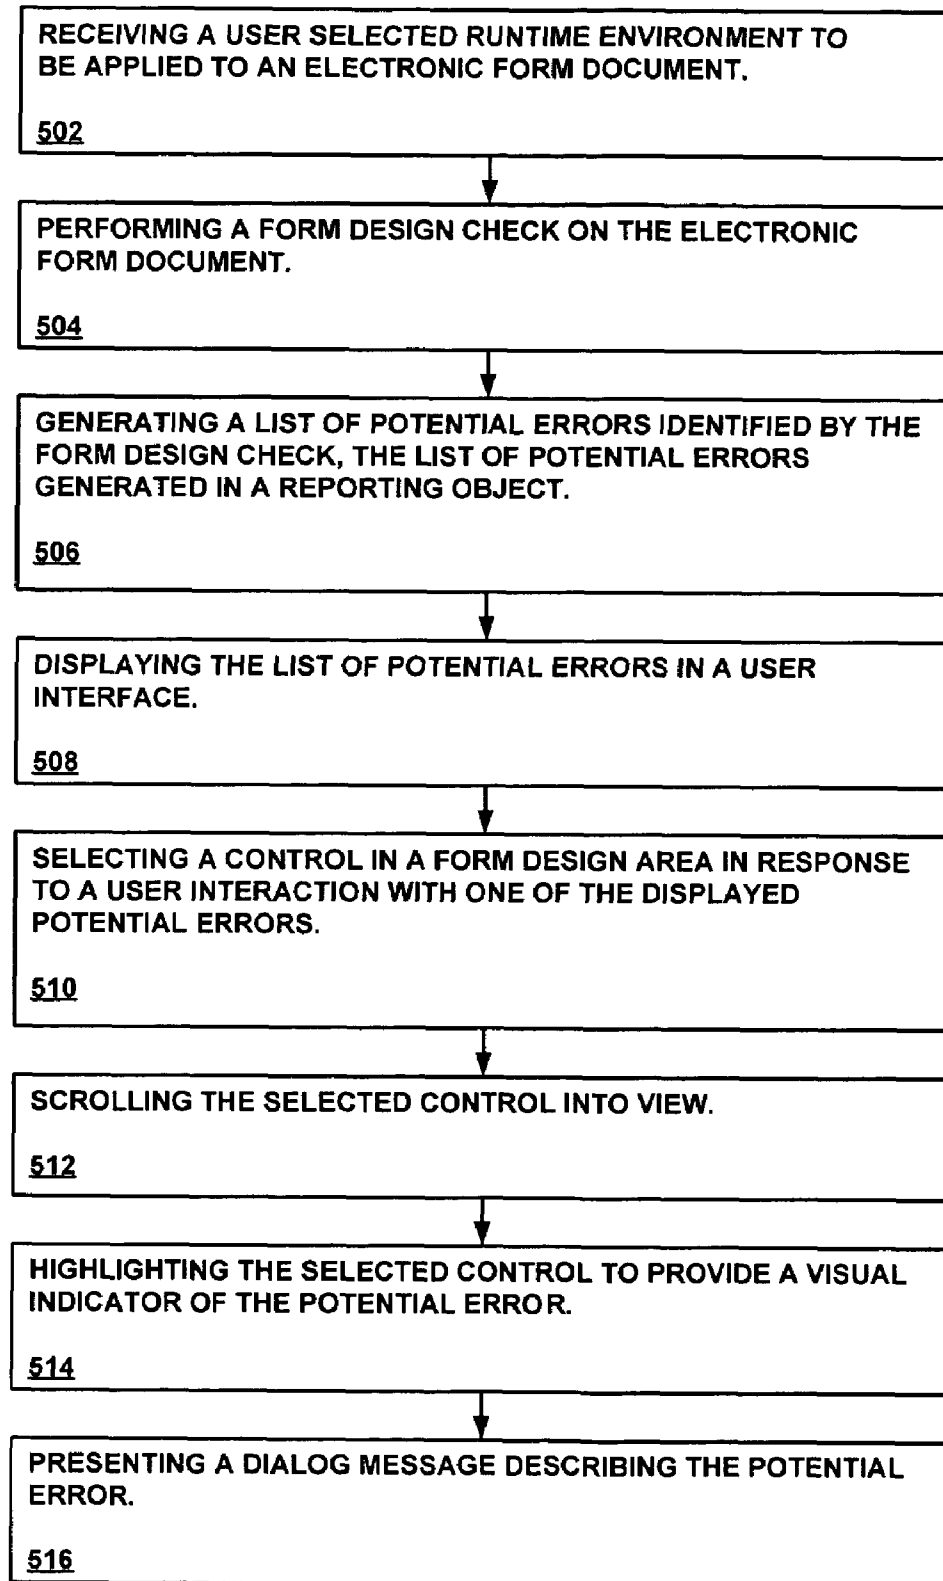 RECEIVING A USER SELECTED RUNTIME ENVIRONMENT TO
BE APPLIED TO AN ELECTRONIC FORM DOCUMENT.
502
PERFORMING A FORM DESIGN CHECK ON THE ELECTRONIC
FORM DOCUMENT.
504
GENERATING A LIST OF POTENTIAL ERRORS IDENTIFIED BY THE
FORM DESIGN CHECK, THE LIST OF POTENTIAL ERRORS
GENERATED IN A REPORTING OBJECT.
506
DISPLAYING THE LIST OF POTENTIAL ERRORS IN A USER
INTERFACE.
508
SELECTING A CONTROL IN A FORM DESIGN AREA IN RESPONSE
TO A USER INTERACTION WITH ONE OF THE DISPLAYED
POTENTIAL ERRORS.
510
SCROLLING THE SELECTED CONTROL INTO VIEW.
512
HIGHLIGHTING THE SELECTED CONTROL TO PROVIDE A VISUAL
INDICATOR OF THE POTENTIAL ERROR.
514
PRESENTING A DIALOG MESSAGE DESCRIBING THE POTENTIAL
ERROR.
516